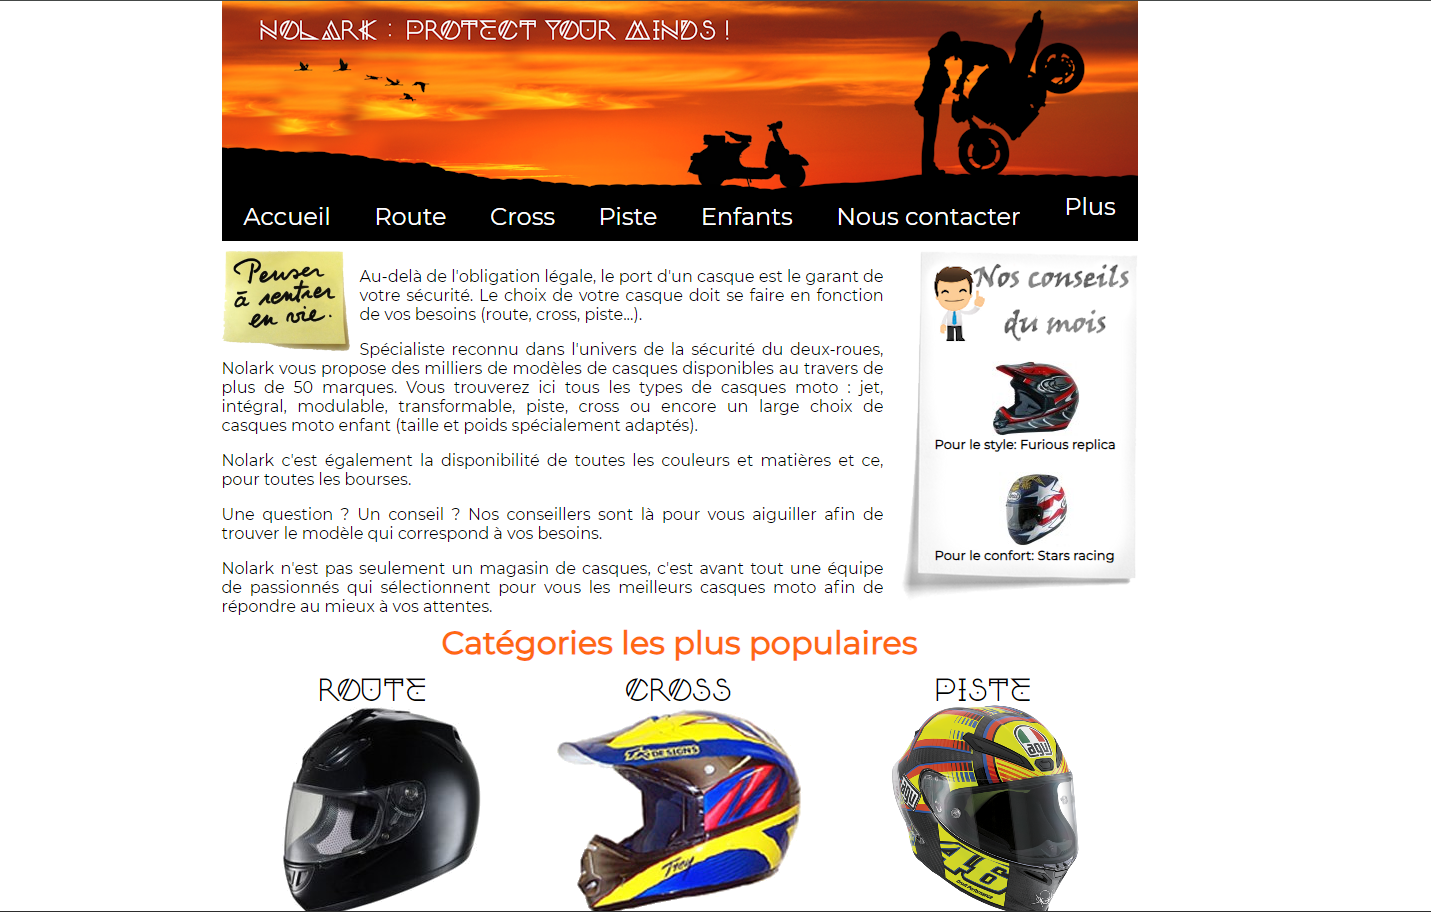 NOLARK : PROTECT YOUR MINDS !
Accueil Route Cross Piste Enfants Nous contacter Plus
Penser
à rentrer
en vie.
Au-delà de l'obligation légale, le port d'un casque est le garant de
votre sécurité. Le choix de votre casque doit se faire en fonction
de vos besoins (route, cross, piste...).
Spécialiste reconnu dans l'univers de la sécurité du deux-roues,
Nolark vous propose des milliers de modèles de casques disponibles au travers de
plus de 50 marques. Vous trouverez ici tous les types de casques moto : jet,
intégral, modulable, transformable, piste, cross ou encore un large choix de
casques moto enfant (taille et poids spécialement adaptés).
Nolark c'est également la disponibilité de toutes les couleurs et matières et ce,
pour toutes les bourses.
Une question ? Un conseil ? Nos conseillers sont là pour vous aiguiller afin de
trouver le modèle qui correspond à vos besoins.
Nolark n'est pas seulement un magasin de casques, c'est avant tout une équipe
de passionnés qui sélectionnent pour vous les meilleurs casques moto afin de
répondre au mieux à vos attentes.
Nos conseils
du mois
Pour le style: Furious replica
Pour le confort: Stars racing
Catégories les plus populaires
ROUTE
CROSS
PISTE
DESIGNS
Troy
agv
agv
46